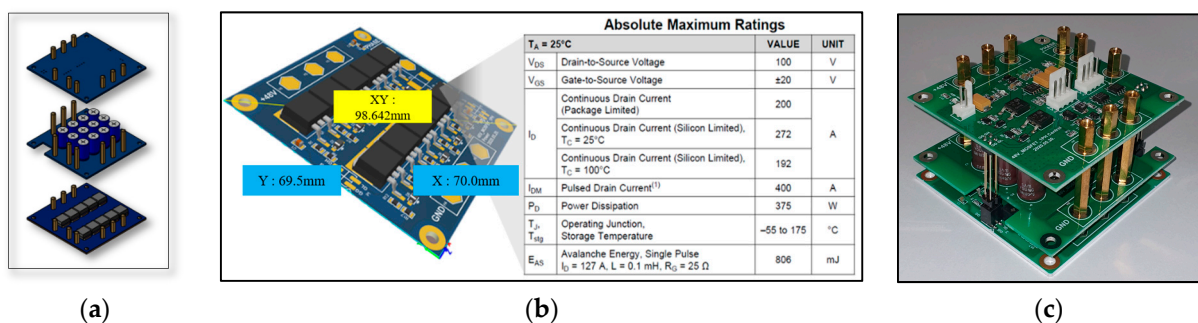 Absolute Maximum Ratings
TA = 25°C VALUE UNIT
VDS Drain-to-Source Voltage 100 V
VGS Gate-to-Source Voltage ±20 V
ID Continuous Drain Current (Package Limited) 200 A
Continuous Drain Current (Silicon Limited), TC = 25°C 272
Continuous Drain Current (Silicon Limited), TC = 100°C 192
IDM Pulsed Drain Current(1) 400 A
PD Power Dissipation 375 W
TJ, Tstg Operating Junction, Storage Temperature –55 to 175 °C
EAS Avalanche Energy, Single Pulse ID = 127 A, L = 0.1 mH, RG = 25 Ω 806 mJ
+48V
XY :
98.642mm
Y : 69.5mm
X : 70.0mm
GND
GND
(a)
(b)
(c)